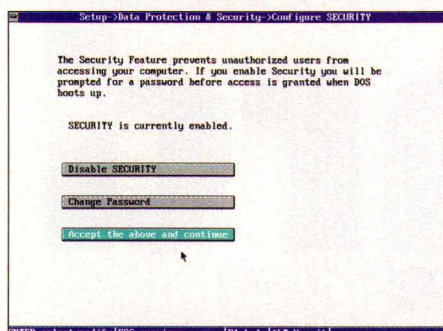 Setup->Data Protection & Security->Configure SECURITY
The Security Feature prevents unauthorized users from
accessing your computer. If you enable Security you will be
prompted for a password before access is granted when DOS
boots up.
SECURITY is currently enabled.
Disable SECURITY
Change Password
Accept the above and continue